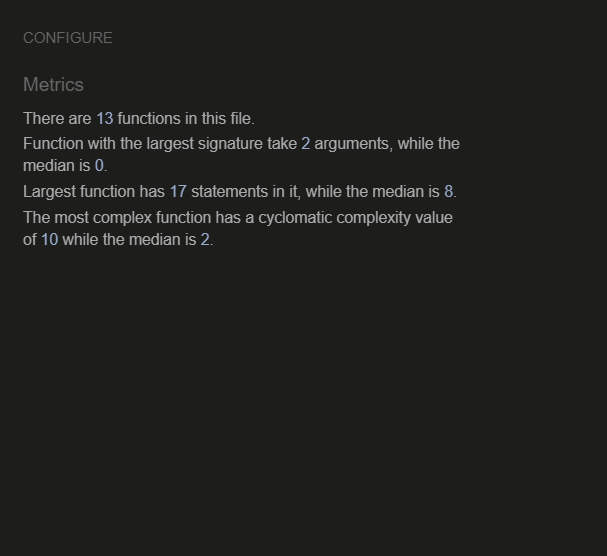 CONFIGURE
Metrics
There are 13 functions in this file.
Function with the largest signature take 2 arguments, while the
median is 0.
Largest function has 17 statements in it, while the median is 8.
The most complex function has a cyclomatic complexity value
of 10 while the median is 2.